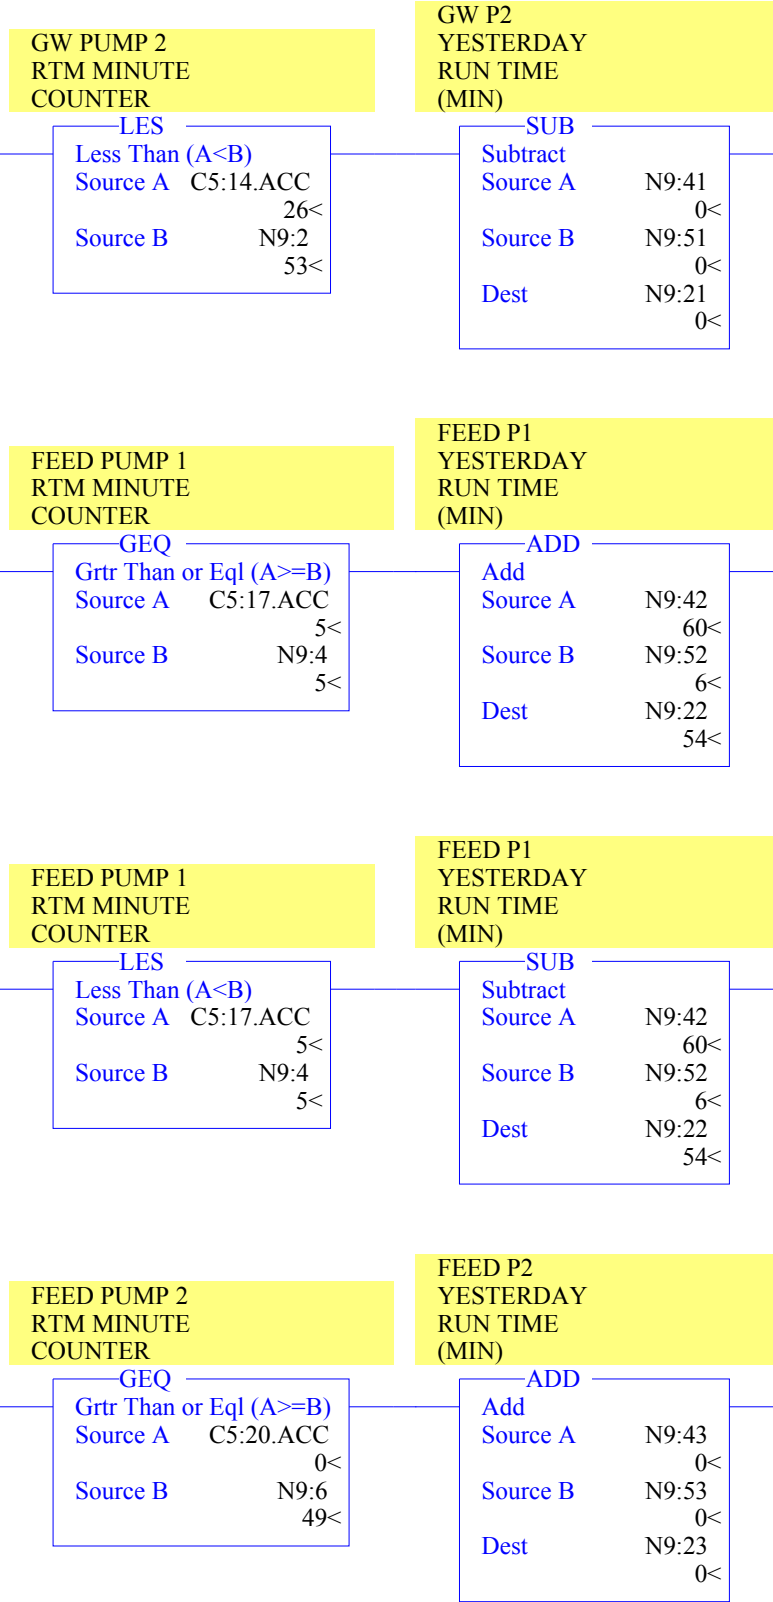 GW PUMP 2
RTM MINUTE
COUNTER
LES
Less Than (A<B)
Source A C5:14.ACC
26<
Source B N9:2
53<
GW P2
YESTERDAY
RUN TIME
(MIN)
SUB
Subtract
Source A N9:41
0<
Source B N9:51
0<
Dest N9:21
0<
FEED PUMP 1
RTM MINUTE
COUNTER
GEQ
Grtr Than or Eql (A>=B)
Source A C5:17.ACC
5<
Source B N9:4
5<
FEED P1
YESTERDAY
RUN TIME
(MIN)
ADD
Add
Source A N9:42
60<
Source B N9:52
6<
Dest N9:22
54<
FEED PUMP 1
RTM MINUTE
COUNTER
LES
Less Than (A<B)
Source A C5:17.ACC
5<
Source B N9:4
5<
FEED P1
YESTERDAY
RUN TIME
(MIN)
SUB
Subtract
Source A N9:42
60<
Source B N9:52
6<
Dest N9:22
54<
FEED PUMP 2
RTM MINUTE
COUNTER
GEQ
Grtr Than or Eql (A>=B)
Source A C5:20.ACC
0<
Source B N9:6
49<
FEED P2
YESTERDAY
RUN TIME
(MIN)
ADD
Add
Source A N9:43
0<
Source B N9:53
0<
Dest N9:23
0<